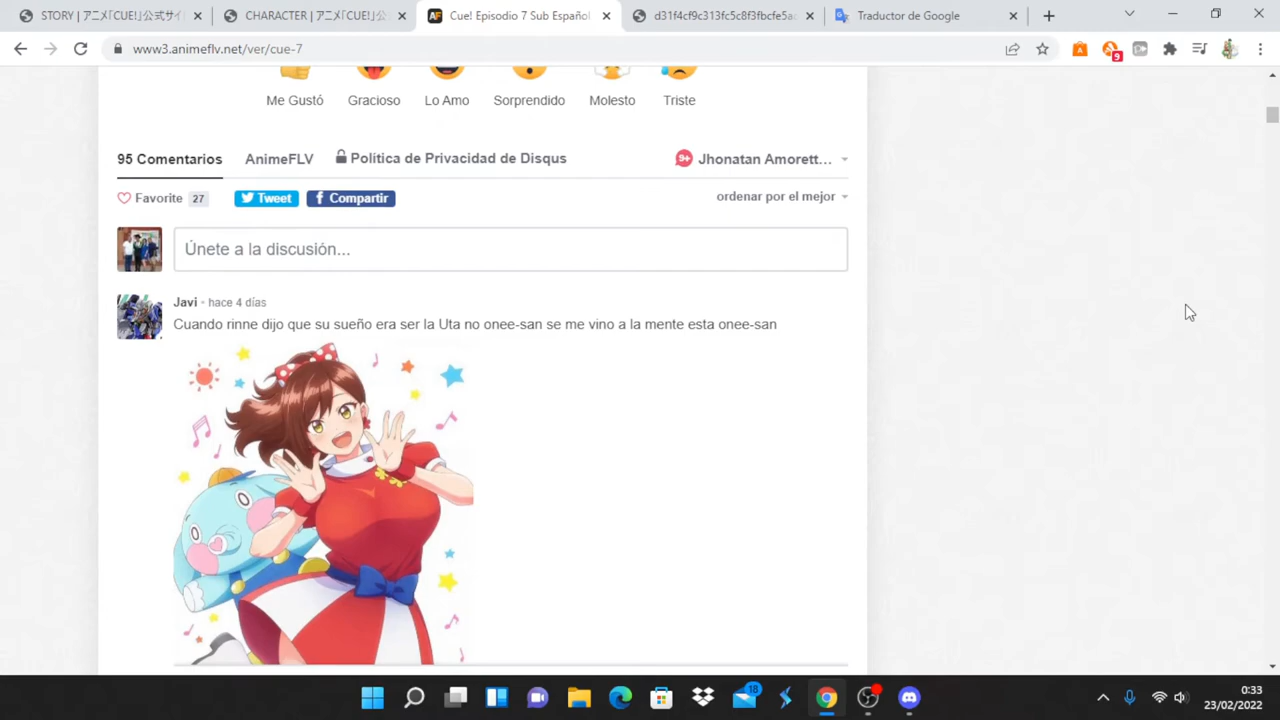 STORY | アニメ「CUE!」公式サイ
CHARACTER | アニメ「CUE!」公
Cue! Episodio 7 Sub Español
d31f4cf9c313fc5c8f3fbcfe5a
Traductor de Google
www3.animeflv.net/ver/cue-7
9
Me Gustó
Gracioso
Lo Amo
Sorprendido
Molesto
Triste
95 Comentarios
AnimeFLV
Política de Privacidad de Disqus
9+
Jhonatan Amorett...
Favorite 27
Tweet
f Compartir
ordenar por el mejor
Únete a la discusión...
Javi • hace 4 días
Cuando rinne dijo que su sueño era ser la Uta no onee-san se me vino a la mente esta onee-san
18
0:33
23/02/2022